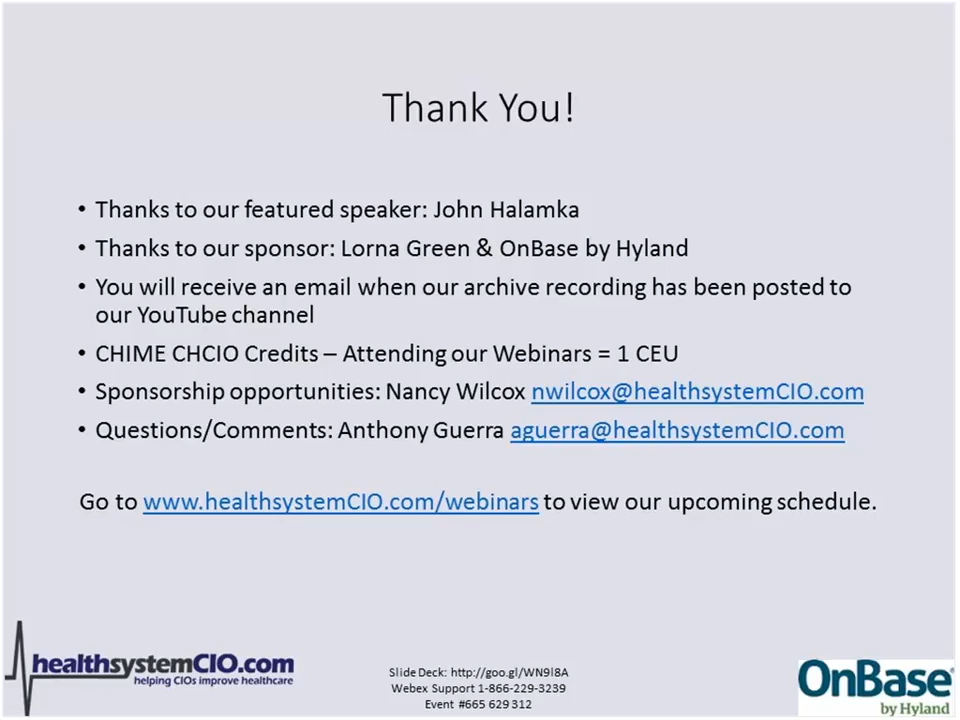 Thank You!
• Thanks to our featured speaker: John Halamka
• Thanks to our sponsor: Lorna Green & OnBase by Hyland
• You will receive an email when our archive recording has been posted to
our YouTube channel
• CHIME CHCIO Credits – Attending our Webinars = 1 CEU
• Sponsorship opportunities: Nancy Wilcox nwilcox@healthsystemCIO.com
• Questions/Comments: Anthony Guerra aguerra@healthsystemCIO.com
Go to www.healthsystemCIO.com/webinars to view our upcoming schedule.
healthsystemCIO.com
helping CIOs improve healthcare
Slide Deck: http://goo.gl/WN9l8A
Webex Support 1-866-229-3239
Event #665 629 312
OnBase®
by Hyland